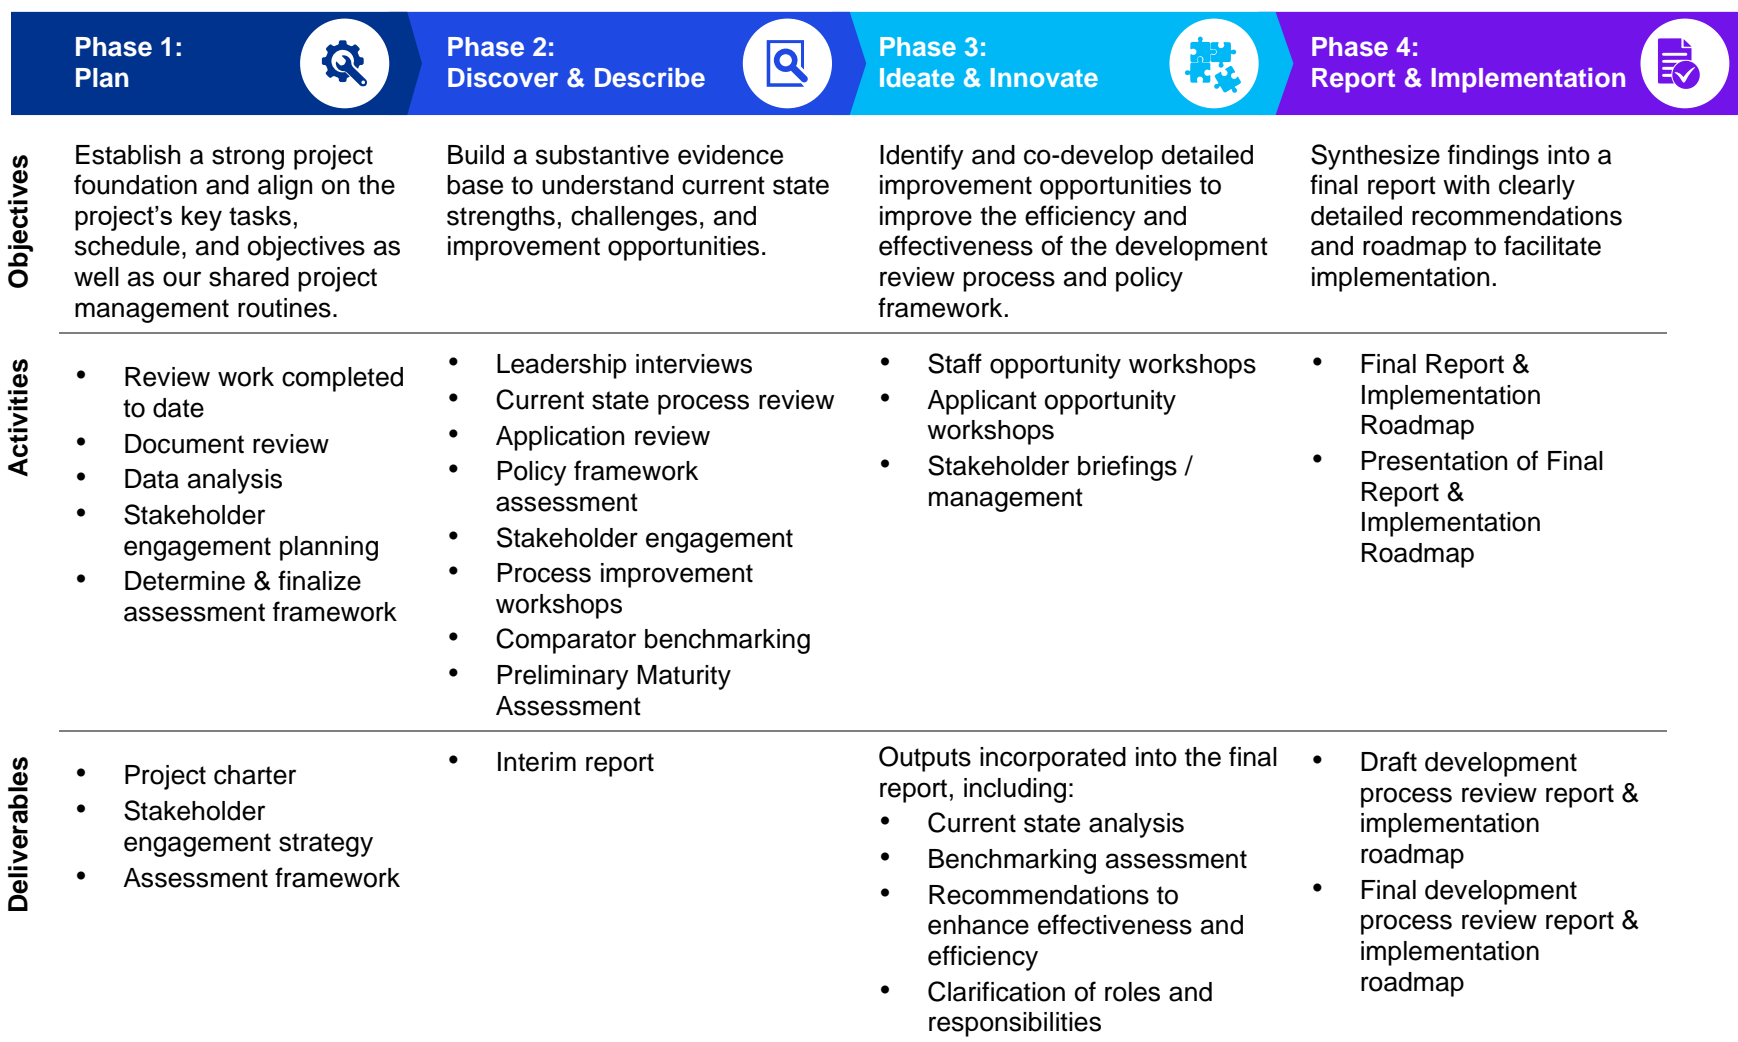 Phase 1:
Plan
Phase 2:
Discover & Describe
Phase 3:
Ideate & Innovate
Phase 4:
Report & Implementation
Objectives
Establish a strong project
foundation and align on the
project’s key tasks,
schedule, and objectives as
well as our shared project
management routines.
Build a substantive evidence
base to understand current state
strengths, challenges, and
improvement opportunities.
Identify and co-develop detailed
improvement opportunities to
improve the efficiency and
effectiveness of the development
review process and policy
framework.
Synthesize findings into a
final report with clearly
detailed recommendations
and roadmap to facilitate
implementation.
Activities
• Review work completed
to date
• Document review
• Data analysis
• Stakeholder
engagement planning
• Determine & finalize
assessment framework
• Leadership interviews
• Current state process review
• Application review
• Policy framework
assessment
• Stakeholder engagement
• Process improvement
workshops
• Comparator benchmarking
• Preliminary Maturity
Assessment
• Staff opportunity workshops
• Applicant opportunity
workshops
• Stakeholder briefings /
management
• Final Report &
Implementation
Roadmap
• Presentation of Final
Report &
Implementation
Roadmap
Deliverables
• Project charter
• Stakeholder
engagement strategy
• Assessment framework
• Interim report
Outputs incorporated into the final
report, including:
• Current state analysis
• Benchmarking assessment
• Recommendations to
enhance effectiveness and
efficiency
• Clarification of roles and
responsibilities
• Draft development
process review report &
implementation
roadmap
• Final development
process review report &
implementation
roadmap